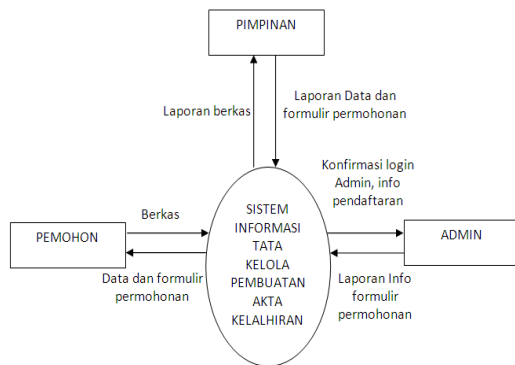 PIMPINAN
Laporan berkas
Laporan Data dan
formulir permohonan
Konfirmasi login
Admin, info
pendaftaran
SISTEM
INFORMASI
TATA
KELOLA
PEMBUATAN
AKTA
KELALHIRAN
PEMOHON
Berkas
Data dan formulir
permohonan
ADMIN
Laporan Info
formulir
permohonan